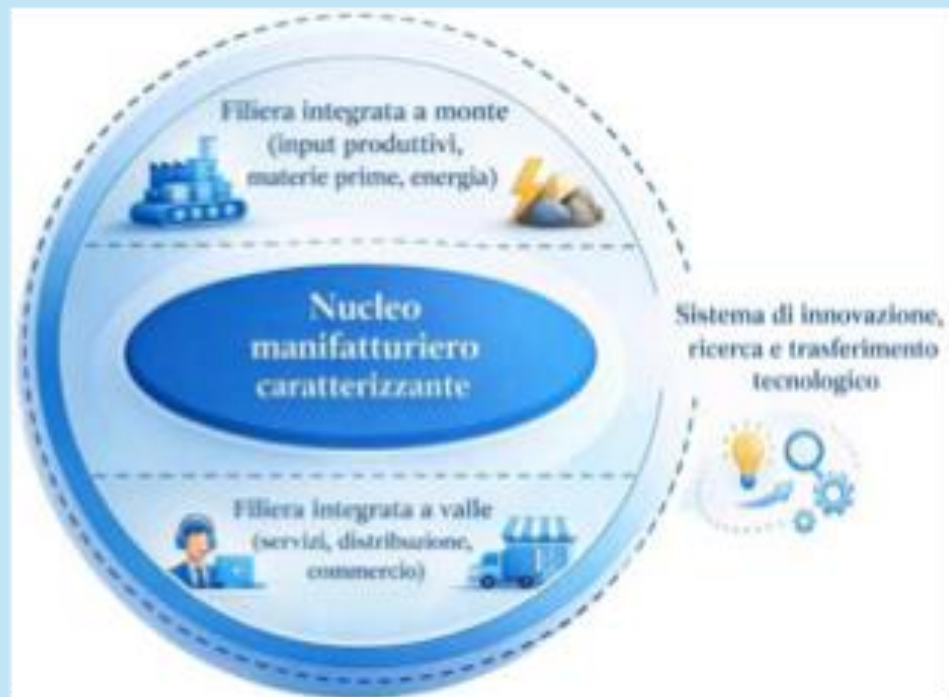 Filiera integrata a monte
(input produttivi,
materie prime, energia)
Nucleo
manifatturiero
caratterizzante
Sistema di innovazione,
ricerca e trasferimento
tecnologico
Filiera integrata a valle
(servizi, distribuzione,
commercio)